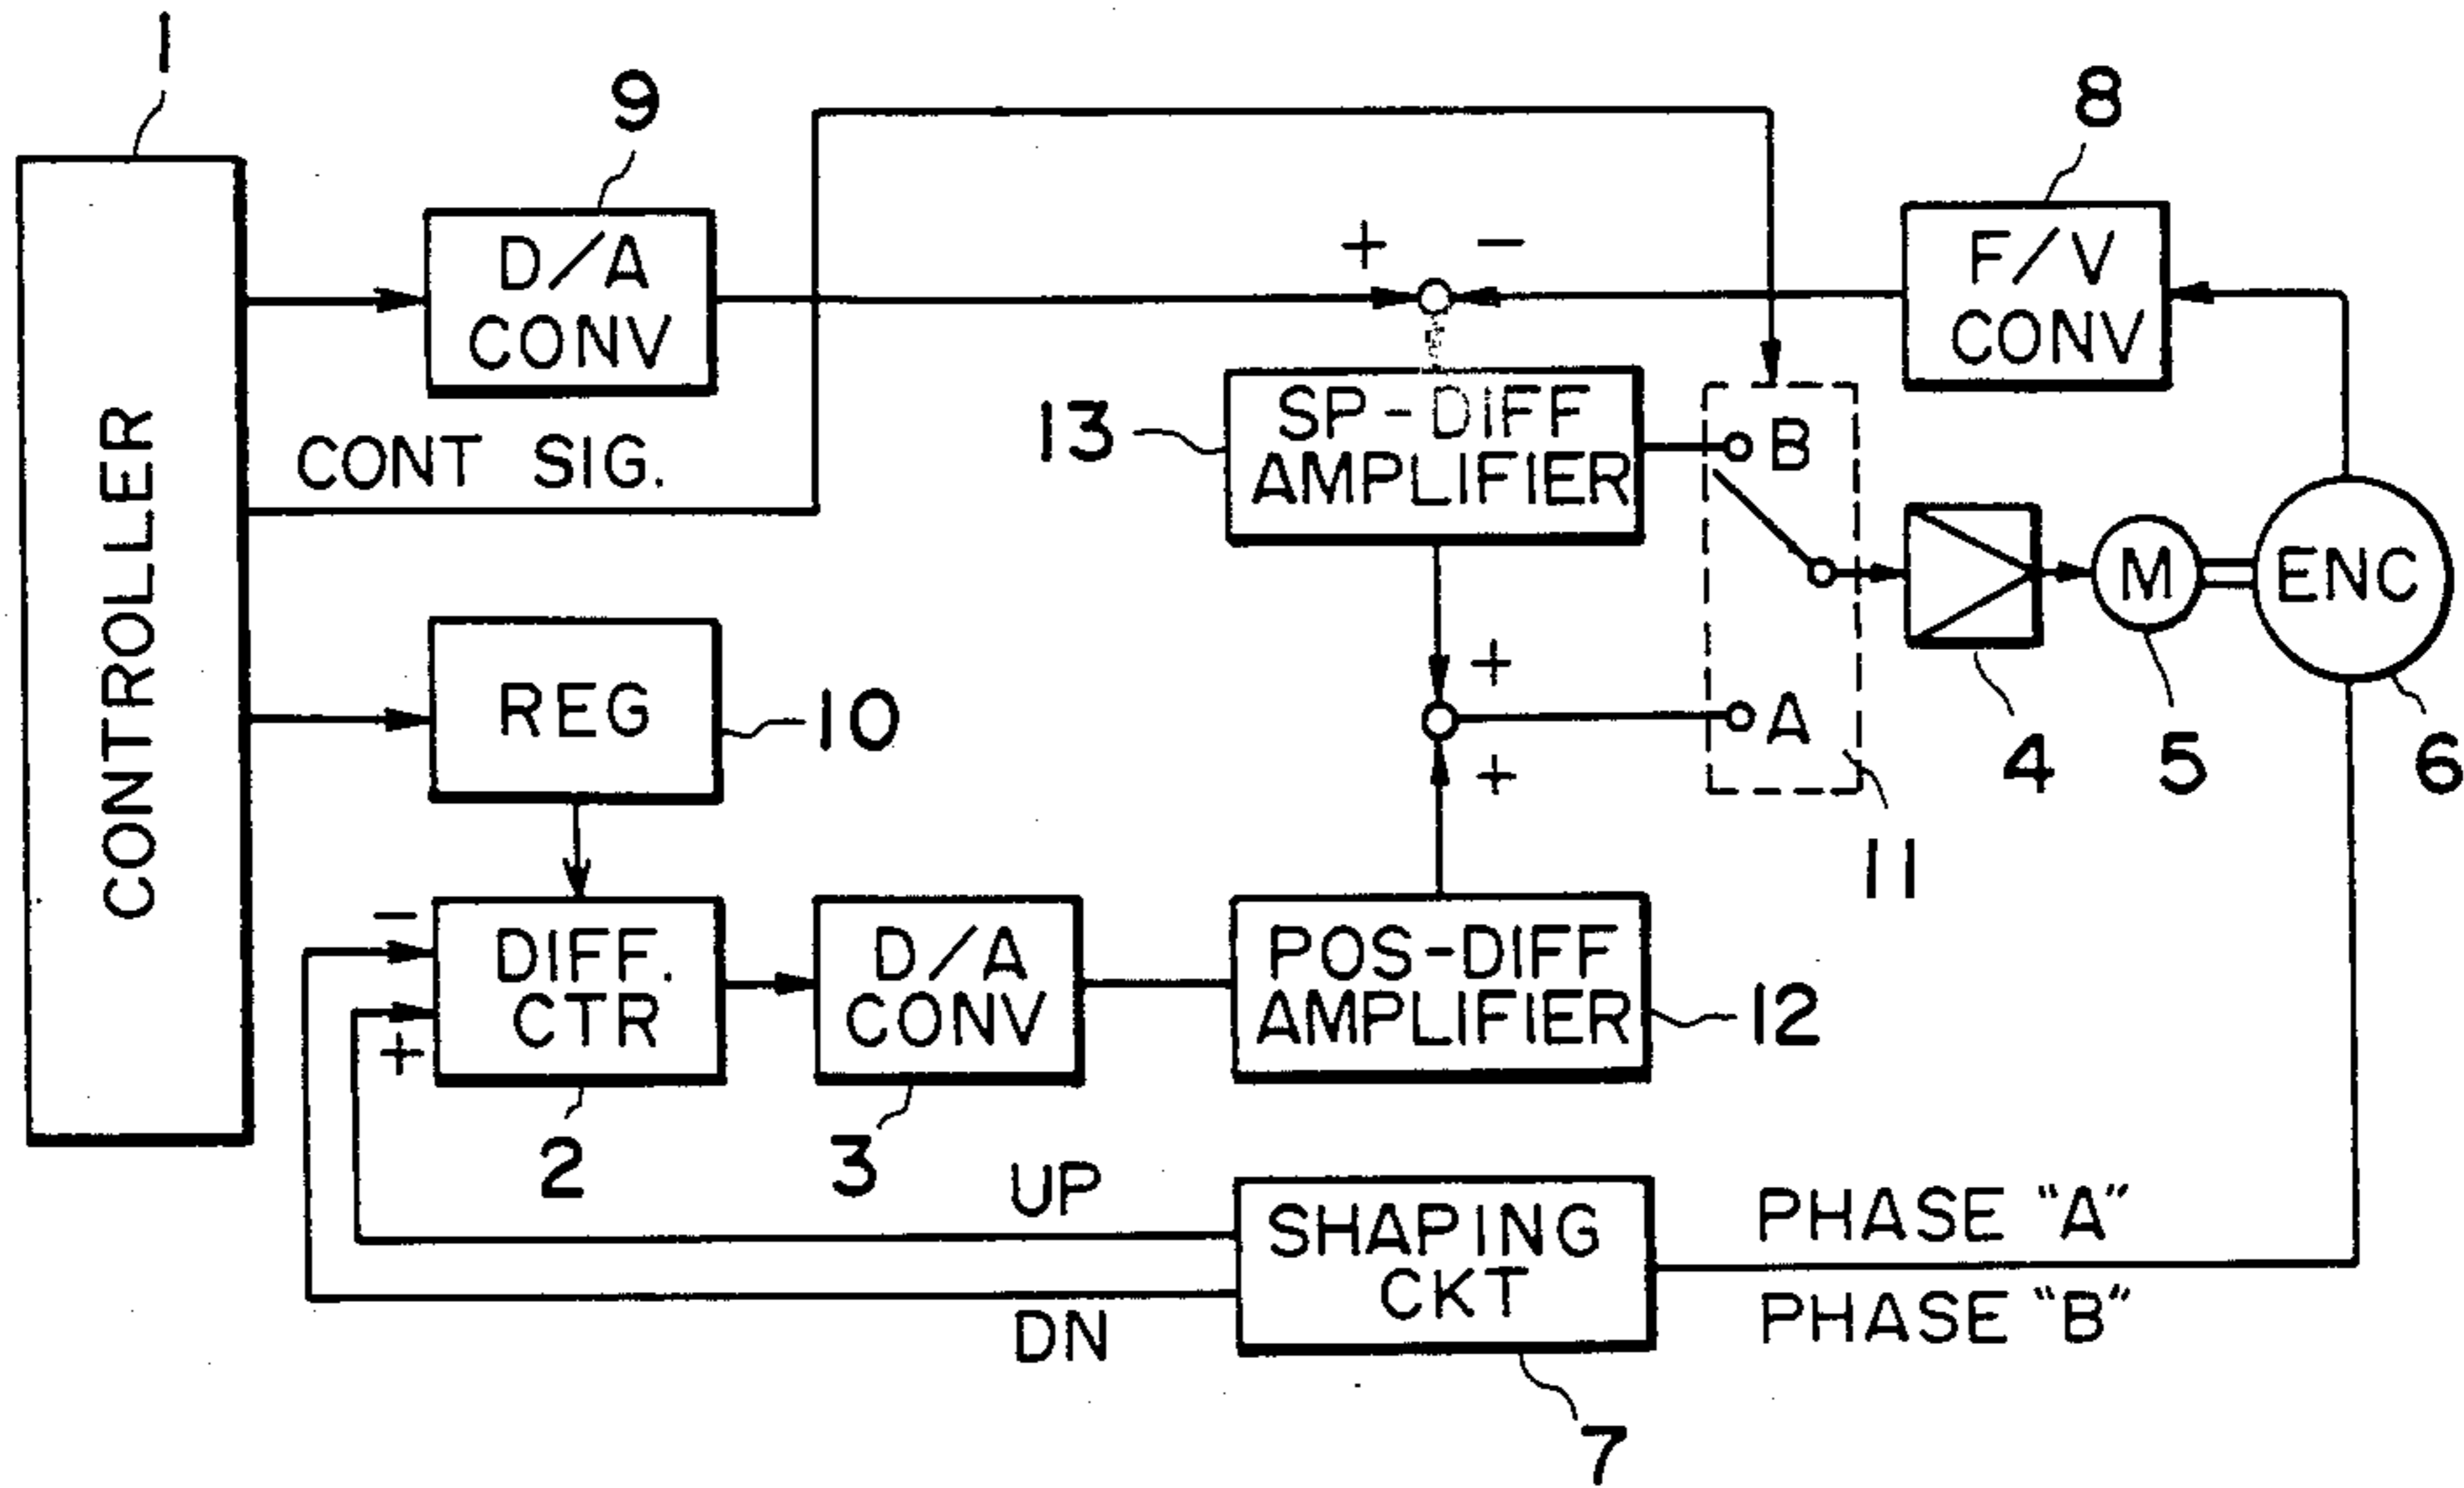 1
9
8
D/A
CONV
+
−
F/V
CONV
CONTROLLER
CONT SIG.
13
SP-DIFF
AMPLIFIER
B
M
ENC
REG
10
+
A
+
4
5
6
11
−
DIFF.
CTR
+
D/A
CONV
POS-DIFF
AMPLIFIER
12
2
3
UP
DN
SHAPING
CKT
PHASE "A"
PHASE "B"
7